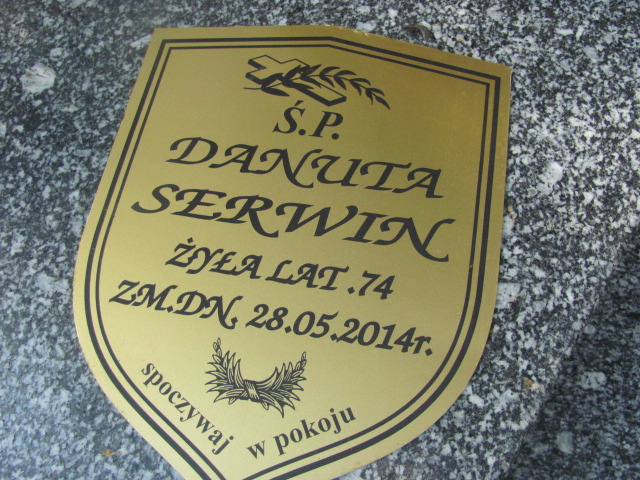 Ś.P.
DANUTA
SERWIN
ŻYŁA LAT .74
ZM.DN. 28.05.2014r.
spoczywaj w pokoju